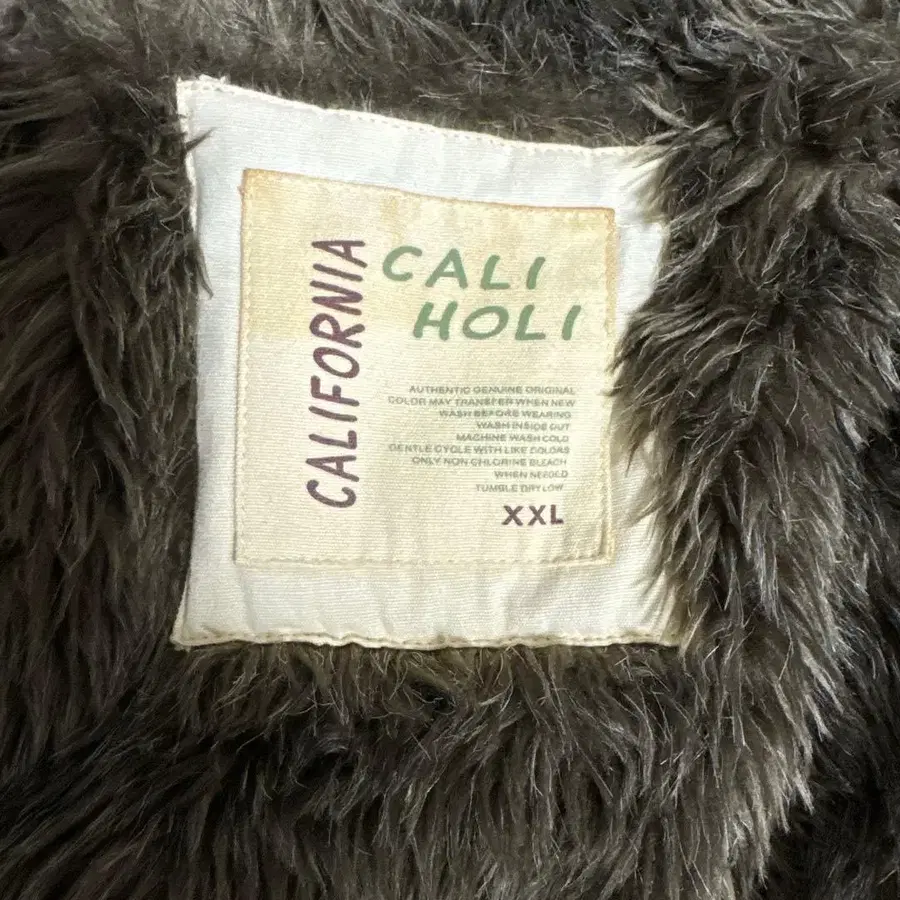 CALIFORNIA
CALI
HOLI
AUTHENTIC GENUINE ORIGINAL
COLOR MAY TRANSFER WHEN NEW
WASH BEFORE WEARING
WASH INSIDE OUT
MACHINE WASH COLD
GENTLE CYCLE WITH LIKE COLORS
ONLY NON CHLORINE BLEACH
WHEN NEEDED
TUMBLE DRY LOW
XXL